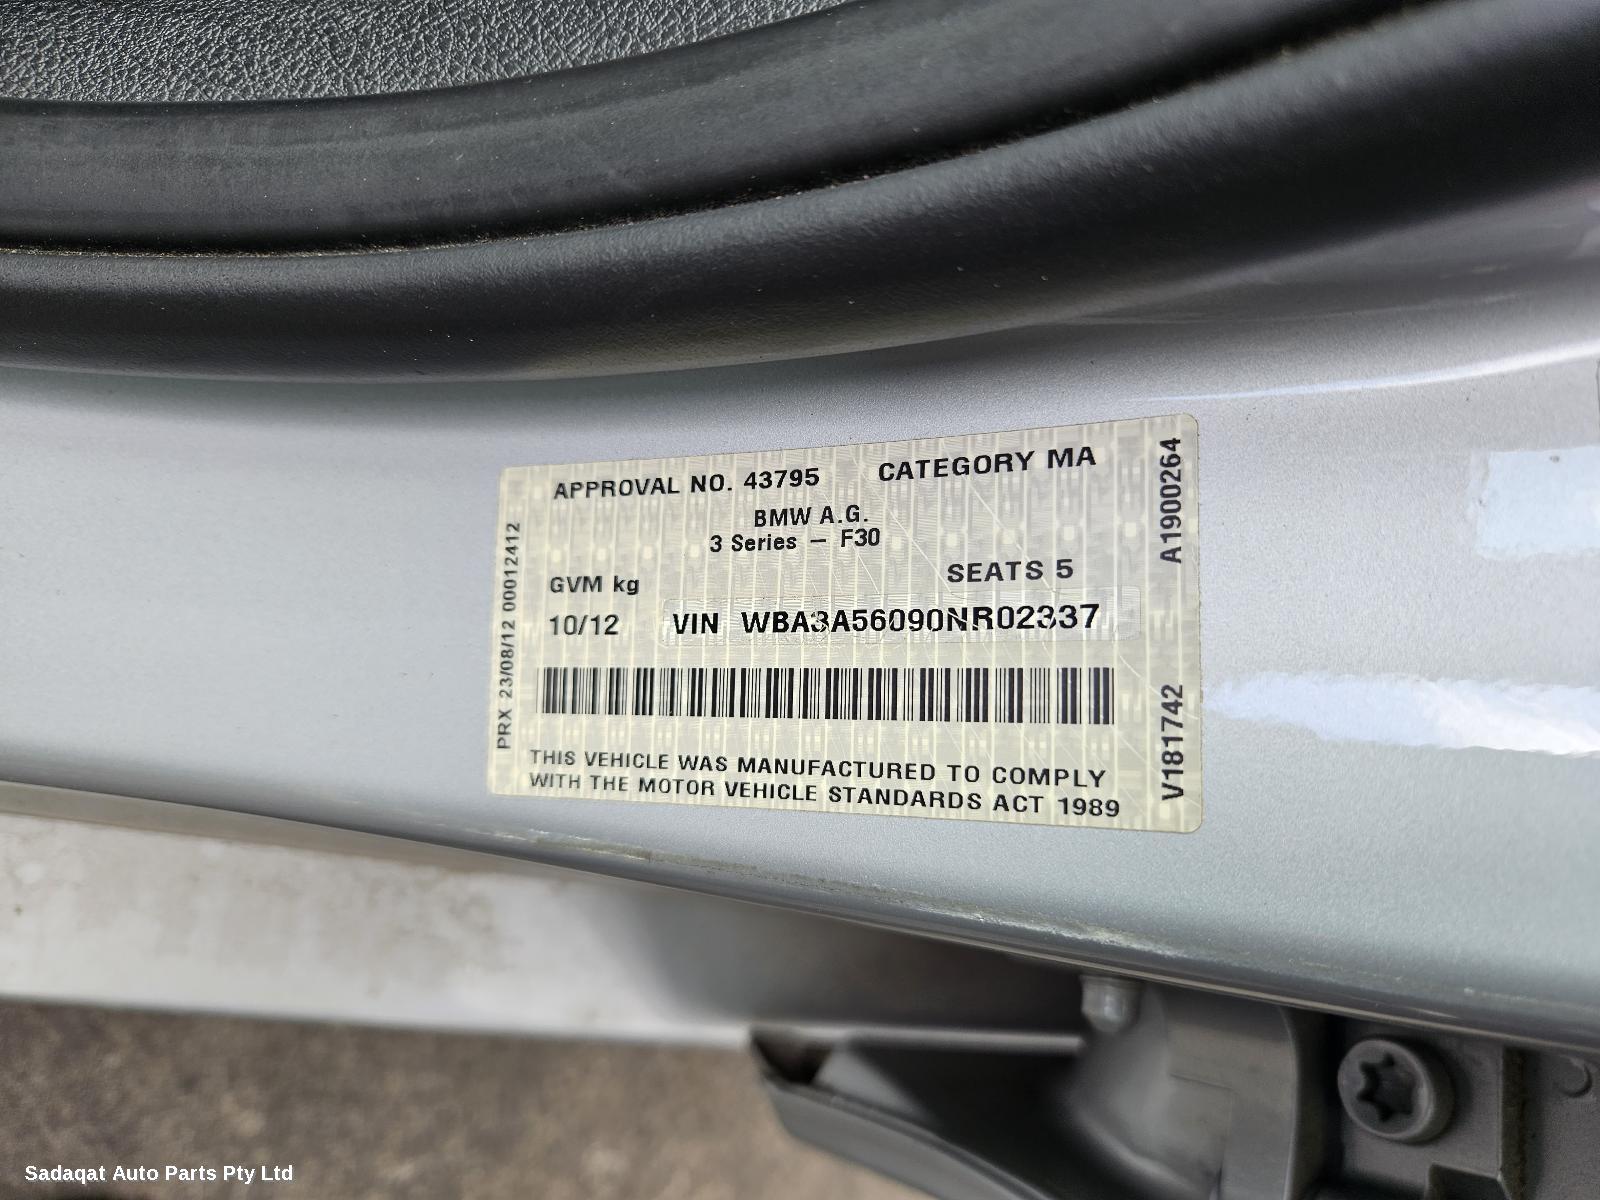 APPROVAL NO. 43795 CATEGORY MA
BMW A.G.
3 Series – F30
SEATS 5
GVM kg
10/12 VIN WBA3A56090NR02337
THIS VEHICLE WAS MANUFACTURED TO COMPLY
WITH THE MOTOR VEHICLE STANDARDS ACT 1989
PRX 23/08/12 00012412
A1900264
V181742
Sadaqat Auto Parts Pty Ltd